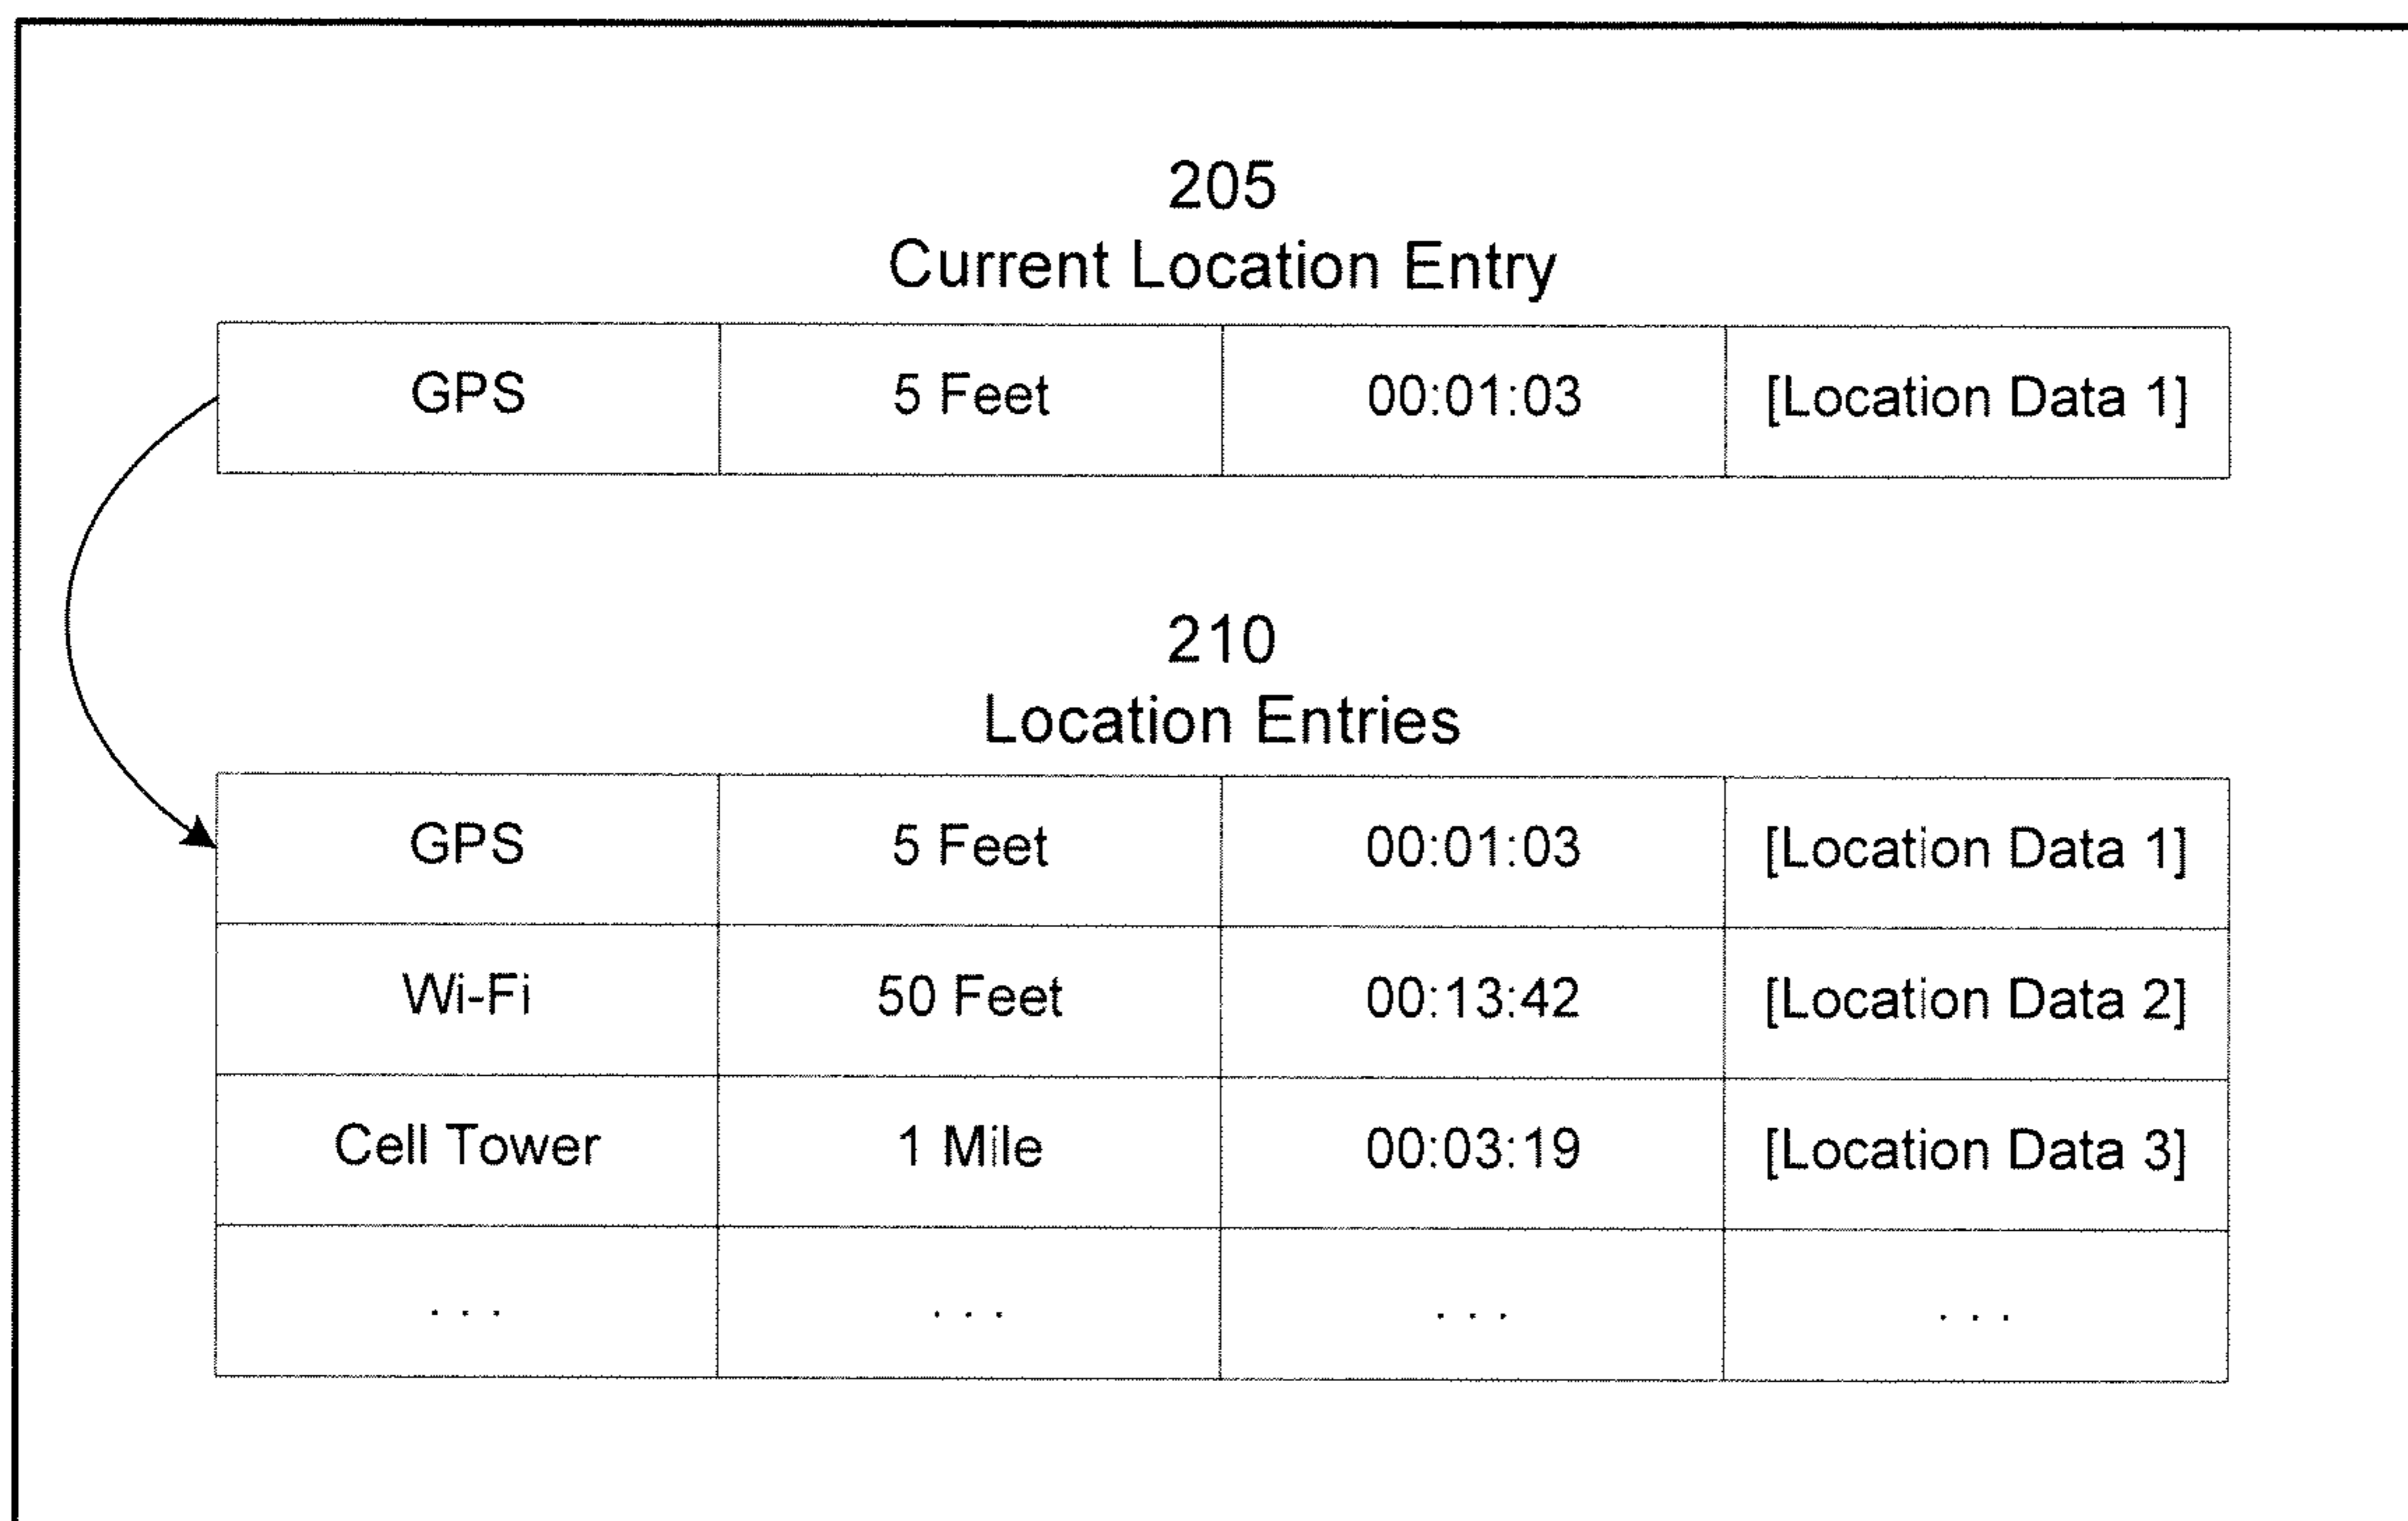 205
Current Location Entry
GPS 5 Feet 00:01:03 [Location Data 1]
210
Location Entries
GPS 5 Feet 00:01:03 [Location Data 1]
Wi-Fi 50 Feet 00:13:42 [Location Data 2]
Cell Tower 1 Mile 00:03:19 [Location Data 3]
. . . . . . . . . . . .